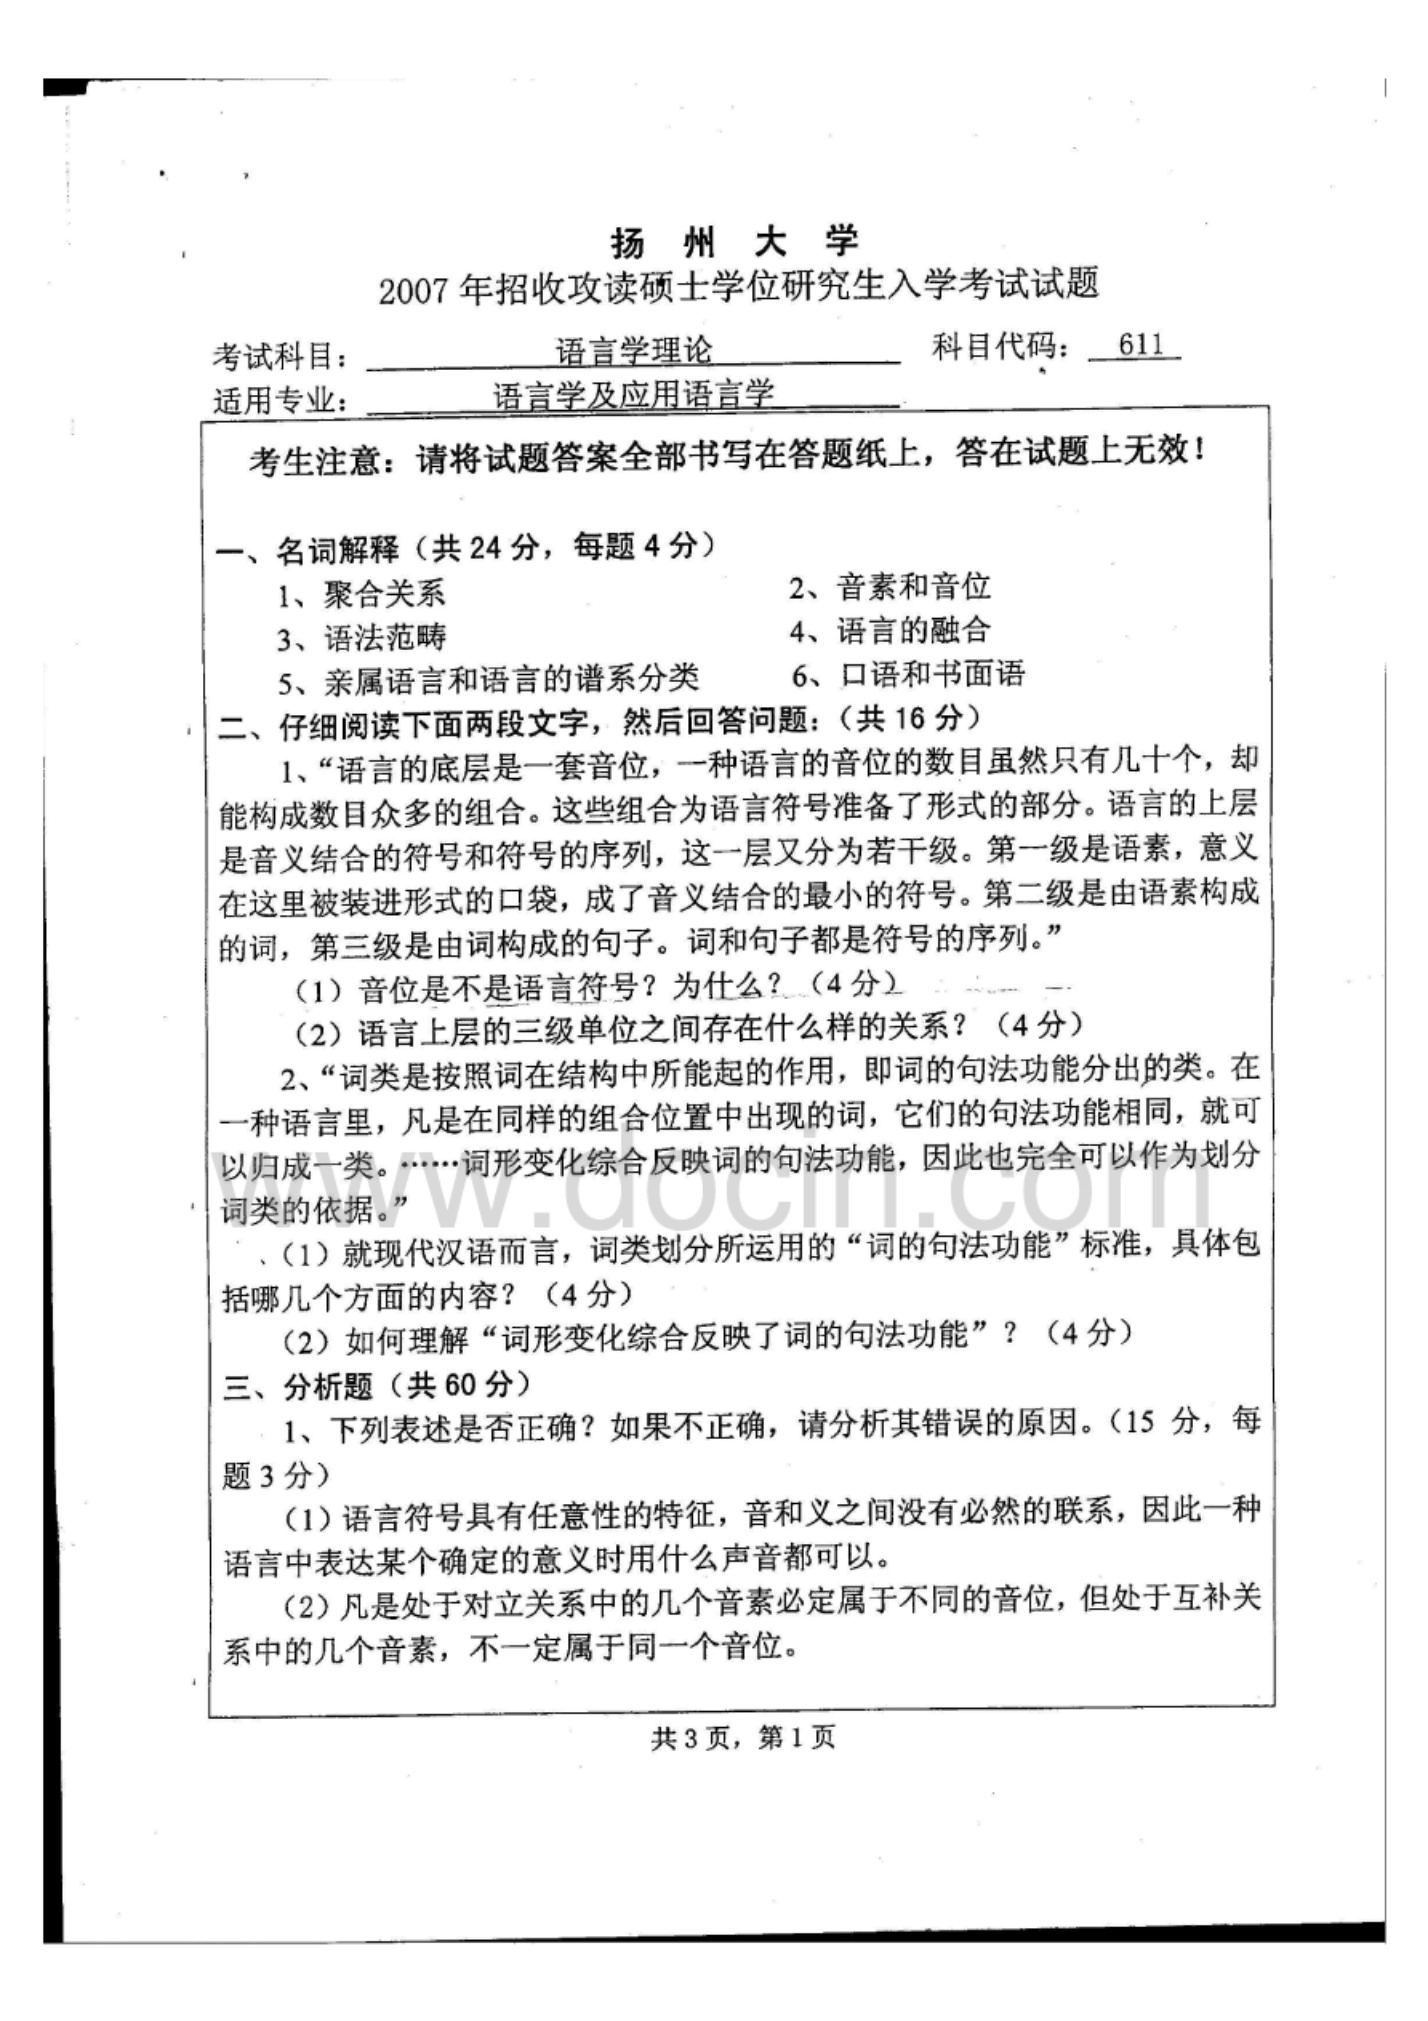 扬 州 大 学
2007 年招收攻读硕士学位研究生入学考试试题
考试科目： 语言学理论 科目代码： 611
适用专业： 语言学及应用语言学
考生注意：请将试题答案全部书写在答题纸上，答在试题上无效！
一、名词解释（共 24 分，每题 4 分）
1、聚合关系 2、音素和音位
3、语法范畴 4、语言的融合
5、亲属语言和语言的谱系分类 6、口语和书面语
二、仔细阅读下面两段文字，然后回答问题：（共 16 分）
1、“语言的底层是一套音位，一种语言的音位的数目虽然只有几十个，却
能构成数目众多的组合。这些组合为语言符号准备了形式的部分。语言的上层
是音义结合的符号和符号的序列，这一层又分为若干级。第一级是语素，意义
在这里被装进形式的口袋，成了音义结合的最小的符号。第二级是由语素构成
的词，第三级是由词构成的句子。词和句子都是符号的序列。”
（1）音位是不是语言符号？为什么？（4 分）
（2）语言上层的三级单位之间存在什么样的关系？（4 分）
2、“词类是按照词在结构中所能起的作用，即词的句法功能分出的类。在
一种语言里，凡是在同样的组合位置中出现的词，它们的句法功能相同，就可
以归成一类。……词形变化综合反映词的句法功能，因此也完全可以作为划分
词类的依据。”
（1）就现代汉语而言，词类划分所运用的“词的句法功能”标准，具体包
括哪几个方面的内容？（4 分）
（2）如何理解“词形变化综合反映了词的句法功能”？（4 分）
三、分析题（共 60 分）
1、下列表述是否正确？如果不正确，请分析其错误的原因。（15 分，每
题 3 分）
（1）语言符号具有任意性的特征，音和义之间没有必然的联系，因此一种
语言中表达某个确定的意义时用什么声音都可以。
（2）凡是处于对立关系中的几个音素必定属于不同的音位，但处于互补关
系中的几个音素，不一定属于同一个音位。
共 3 页，第 1 页
www.docin.com